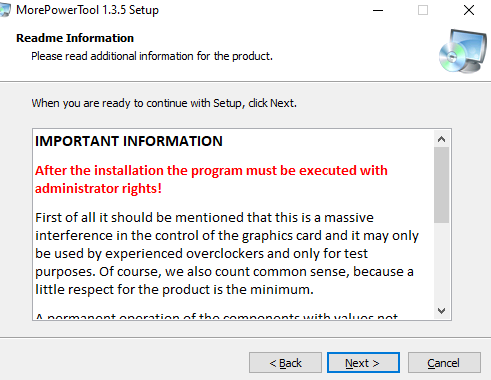 MorePowerTool 1.3.5 Setup
Readme Information
Please read additional information for the product.
When you are ready to continue with Setup, click Next.
IMPORTANT INFORMATION
After the installation the program must be executed with
administrator rights!
First of all it should be mentioned that this is a massive
interference in the control of the graphics card and it may only
be used by experienced overclockers and only for test
purposes. Of course, we also count common sense, because a
little respect for the product is the minimum.
A permanent operation of the components with values not
< Back
Next >
Cancel